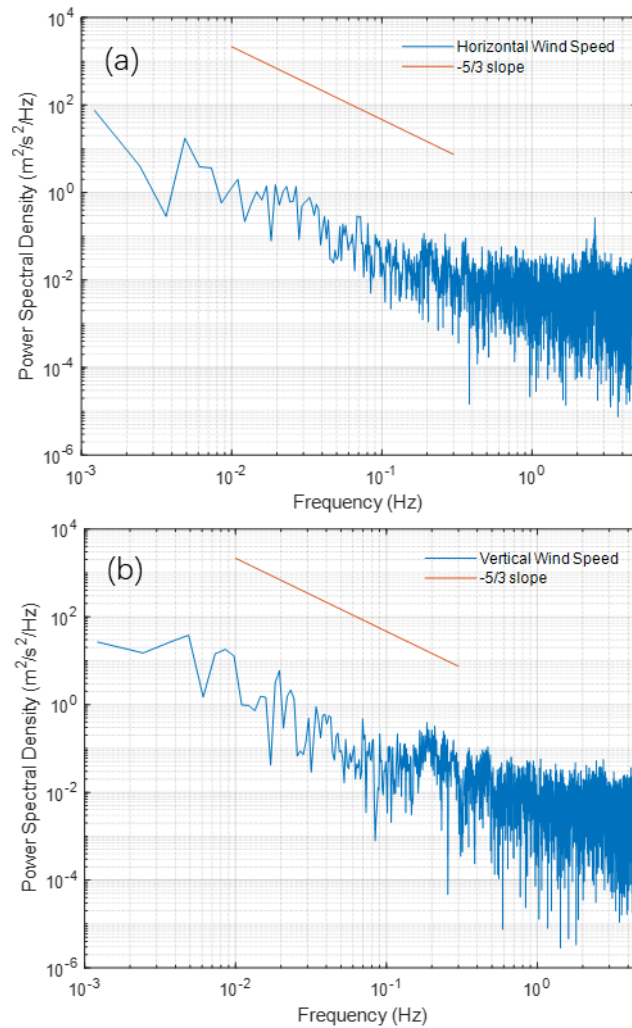 (a)
Horizontal Wind Speed
-5/3 slope
Power Spectral Density (m²/s²/Hz)
10⁴
10²
10⁰
10⁻²
10⁻⁴
10⁻⁶
10⁻³
10⁻²
10⁻¹
10⁰
Frequency (Hz)
(b)
Vertical Wind Speed
-5/3 slope
Power Spectral Density (m²/s²/Hz)
10⁴
10²
10⁰
10⁻²
10⁻⁴
10⁻⁶
10⁻³
10⁻²
10⁻¹
10⁰
Frequency (Hz)